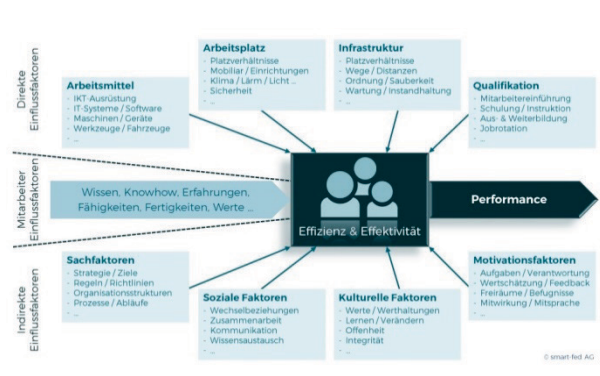 Direkte
Einflussfaktoren
Arbeitsmittel
· IKT-Ausrüstung
· IT-Systeme / Software
· Maschinen / Geräte
· Werkzeuge / Fahrzeuge
· ...
Arbeitsplatz
· Platzverhältnisse
· Mobiliar / Einrichtungen
· Klima / Lärm / Licht ...
· Sicherheit
· ...
Infrastruktur
· Platzverhältnisse
· Wege / Distanzen
· Ordnung / Sauberkeit
· Wartung / Instandhaltung
· ...
Qualifikation
· Mitarbeitereinführung
· Schulung / Instruktion
· Aus- & Weiterbildung
· Jobrotation
· ...
Mitarbeiter
Einflussfaktoren
Wissen, Knowhow, Erfahrungen,
Fähigkeiten, Fertigkeiten, Werte ...
Effizienz & Effektivität
Performance
Indirekte
Einflussfaktoren
Sachfaktoren
· Strategie / Ziele
· Regeln / Richtlinien
· Organisationsstrukturen
· Prozesse / Abläufe
· ...
Soziale Faktoren
· Wechselbeziehungen
· Zusammenarbeit
· Kommunikation
· Wissensaustausch
· ...
Kulturelle Faktoren
· Werte / Werthaltungen
· Lernen / Verändern
· Offenheit
· Integrität
· ...
Motivationsfaktoren
· Aufgaben / Verantwortung
· Wertschätzung / Feedback
· Freiräume / Befugnisse
· Mitwirkung / Mitsprache
· ...
© smart-fed AG